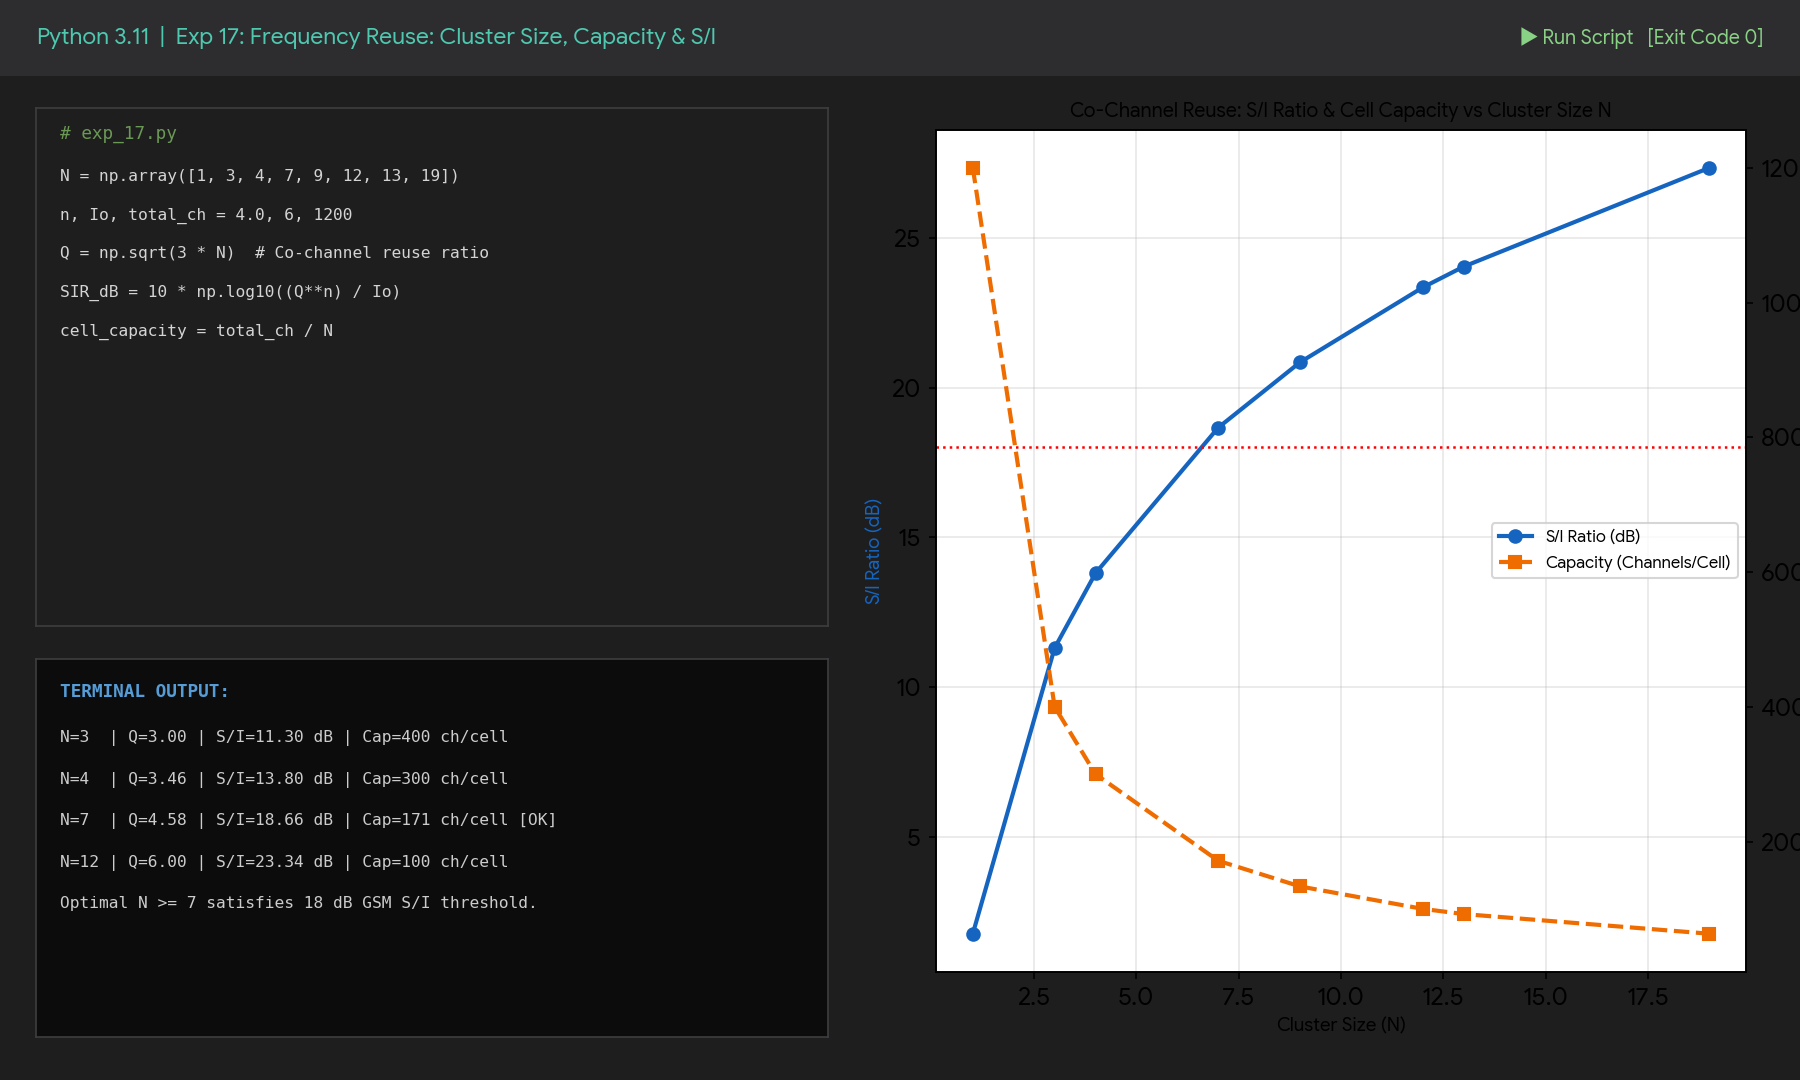 Python 3.11 | Exp 17: Frequency Reuse: Cluster Size, Capacity & S/I
▶ Run Script [Exit Code 0]
# exp_17.py
N = np.array([1, 3, 4, 7, 9, 12, 13, 19])
n, Io, total_ch = 4.0, 6, 1200
Q = np.sqrt(3 * N)  # Co-channel reuse ratio
SIR_dB = 10 * np.log10((Q**n) / Io)
cell_capacity = total_ch / N
TERMINAL OUTPUT:
N=3  | Q=3.00 | S/I=11.30 dB | Cap=400 ch/cell
N=4  | Q=3.46 | S/I=13.80 dB | Cap=300 ch/cell
N=7  | Q=4.58 | S/I=18.66 dB | Cap=171 ch/cell [OK]
N=12 | Q=6.00 | S/I=23.34 dB | Cap=100 ch/cell
Optimal N >= 7 satisfies 18 dB GSM S/I threshold.
Co-Channel Reuse: S/I Ratio & Cell Capacity vs Cluster Size N
S/I Ratio (dB)
25
20
15
10
5
120
100
800
600
400
200
S/I Ratio (dB)
Capacity (Channels/Cell)
2.5 5.0 7.5 10.0 12.5 15.0 17.5
Cluster Size (N)